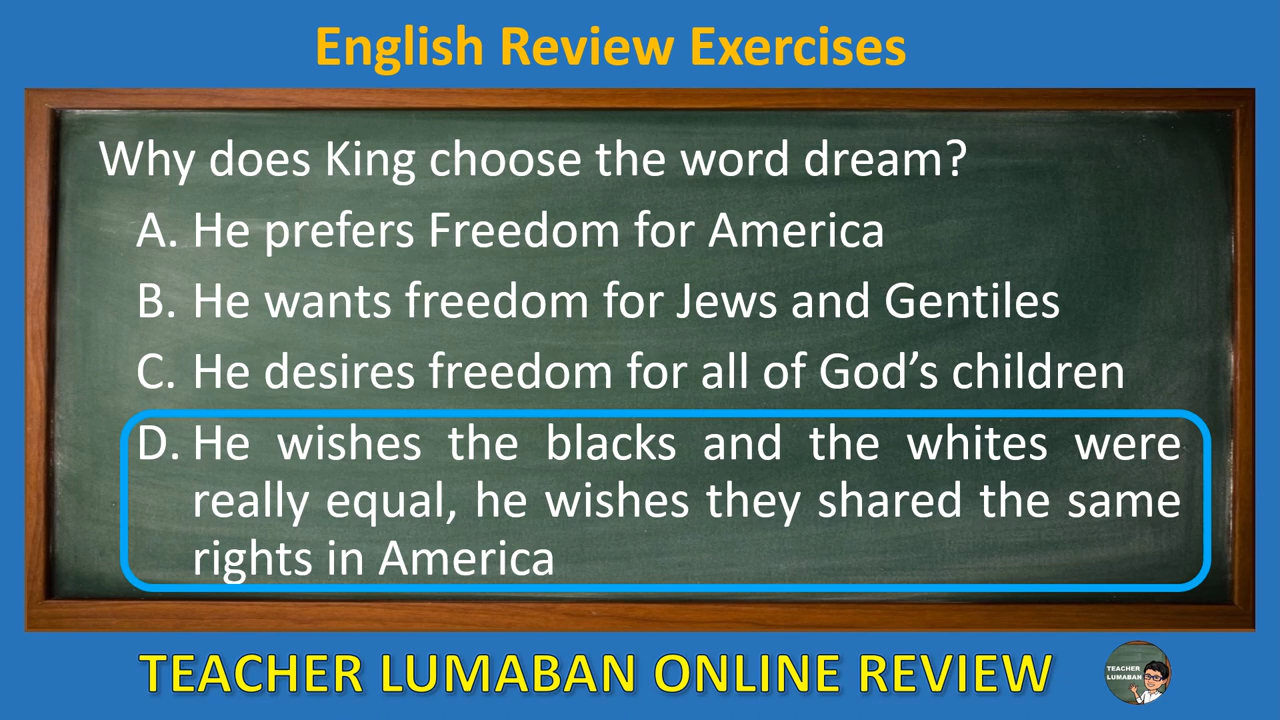 English Review Exercises
Why does King choose the word dream?
A. He prefers Freedom for America
B. He wants freedom for Jews and Gentiles
C. He desires freedom for all of God’s children
D. He wishes the blacks and the whites were
really equal, he wishes they shared the same
rights in America
TEACHER LUMABAN ONLINE REVIEW
TEACHER
LUMABAN